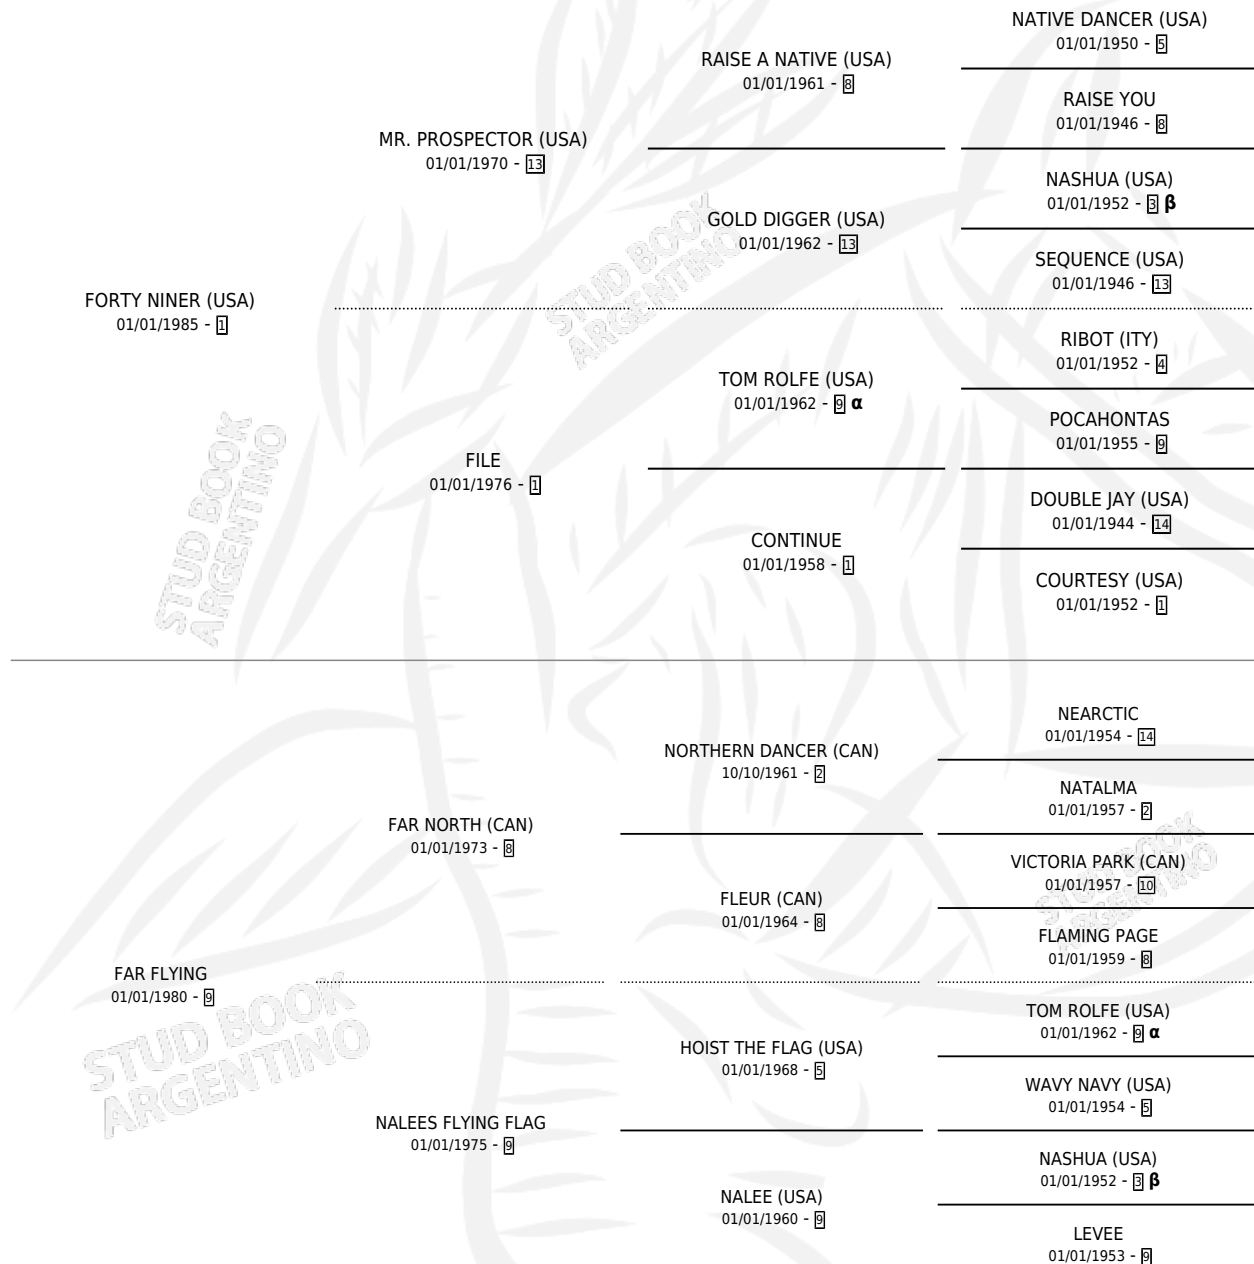 NATIVE DANCER (USA)
01/01/1950 - 5
RAISE A NATIVE (USA)
01/01/1961 - 8
RAISE YOU
01/01/1946 - 8
MR. PROSPECTOR (USA)
01/01/1970 - 13
NASHUA (USA)
01/01/1952 - 3 β
GOLD DIGGER (USA)
01/01/1962 - 13
SEQUENCE (USA)
01/01/1946 - 13
FORTY NINER (USA)
01/01/1985 - 1
RIBOT (ITY)
01/01/1952 - 4
TOM ROLFE (USA)
01/01/1962 - 9 α
POCAHONTAS
01/01/1955 - 9
FILE
01/01/1976 - 1
DOUBLE JAY (USA)
01/01/1944 - 14
CONTINUE
01/01/1958 - 1
COURTESY (USA)
01/01/1952 - 1
NEARCTIC
01/01/1954 - 14
NORTHERN DANCER (CAN)
10/10/1961 - 2
NATALMA
01/01/1957 - 2
FAR NORTH (CAN)
01/01/1973 - 8
VICTORIA PARK (CAN)
01/01/1957 - 10
FLEUR (CAN)
01/01/1964 - 8
FLAMING PAGE
01/01/1959 - 8
FAR FLYING
01/01/1980 - 9
TOM ROLFE (USA)
01/01/1962 - 9 α
HOIST THE FLAG (USA)
01/01/1968 - 5
WAVY NAVY (USA)
01/01/1954 - 5
NALEES FLYING FLAG
01/01/1975 - 9
NASHUA (USA)
01/01/1952 - 3 β
NALEE (USA)
01/01/1960 - 9
LEVEE
01/01/1953 - 9
STUD BOOK
ARGENTINO
STUD BOOK
ARGENTINO
STUD BOOK
ARGENTINO
STUD BOOK
ARGENTINO